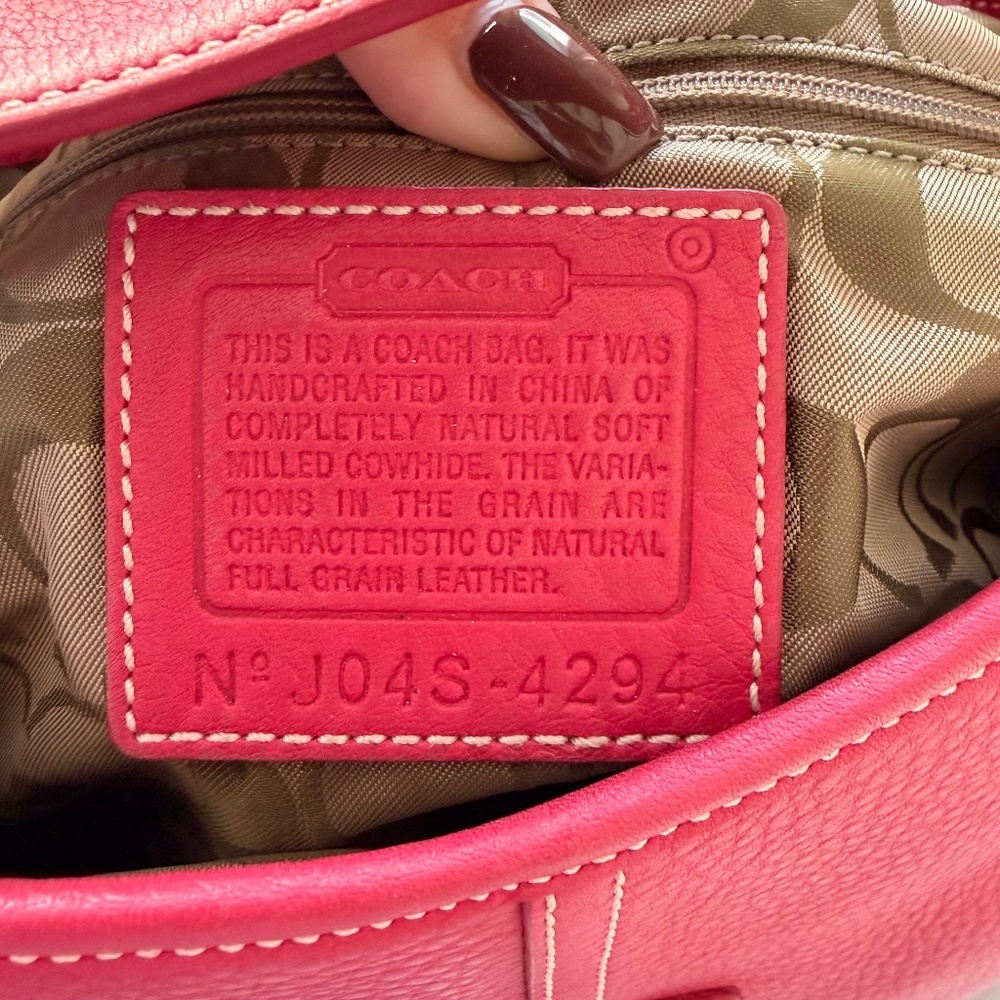 COACH
THIS IS A COACH BAG. IT WAS
HANDCRAFTED IN CHINA OF
COMPLETELY NATURAL SOFT
MILLED COWHIDE. THE VARIA-
TIONS IN THE GRAIN ARE
CHARACTERISTIC OF NATURAL
FULL GRAIN LEATHER.
Nº J04S-4294